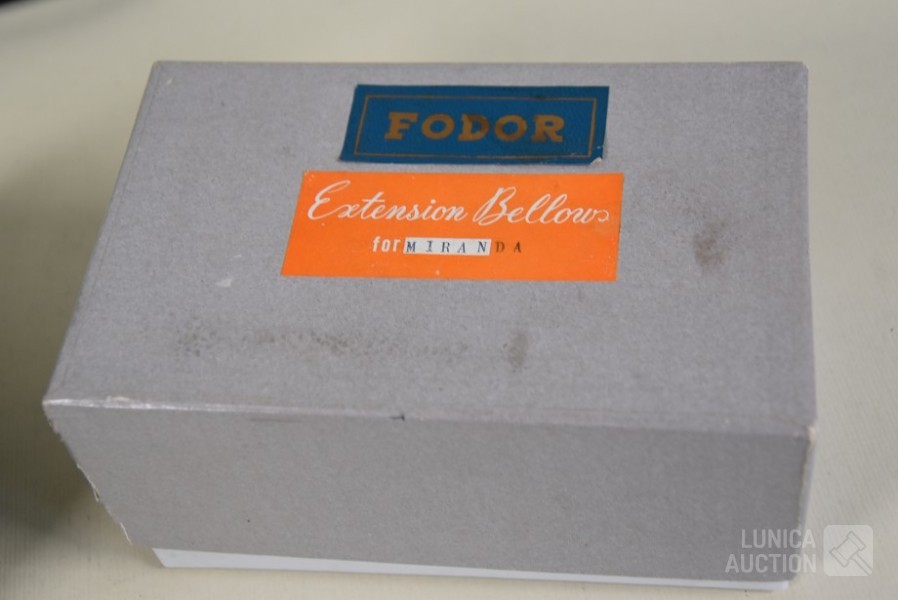 FODOR
Extension Bellows
for MIRANDA
LUNICA
AUCTION